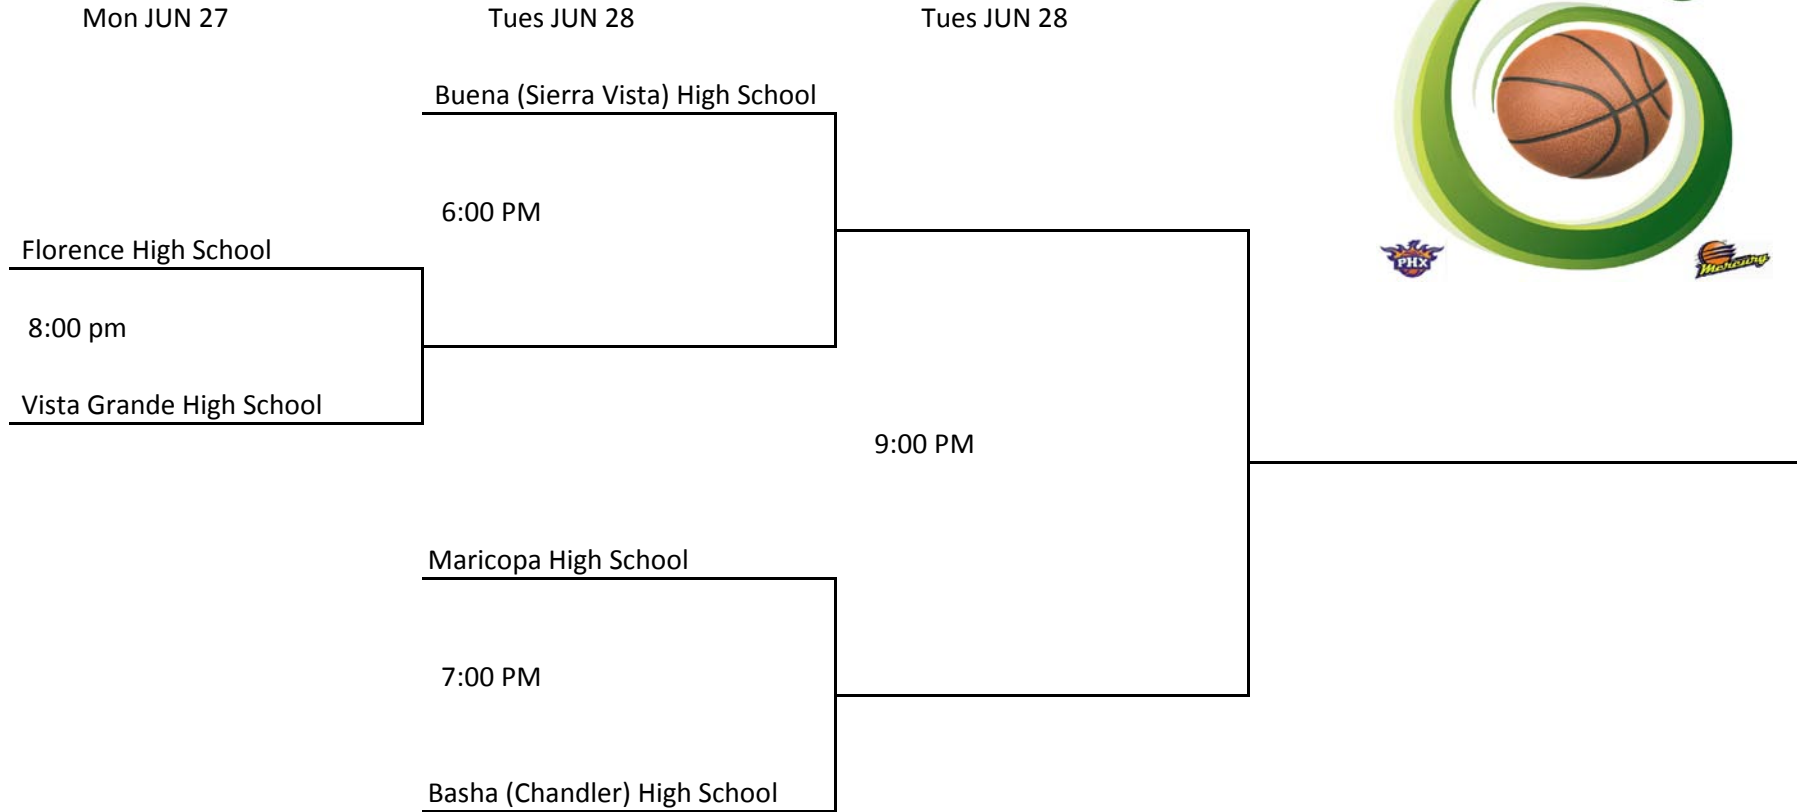 Mon JUN 27
Tues JUN 28
Tues JUN 28
Buena (Sierra Vista) High School
6:00 PM
Florence High School
8:00 pm
Vista Grande High School
9:00 PM
Maricopa High School
7:00 PM
Basha (Chandler) High School
PHX
Mercury